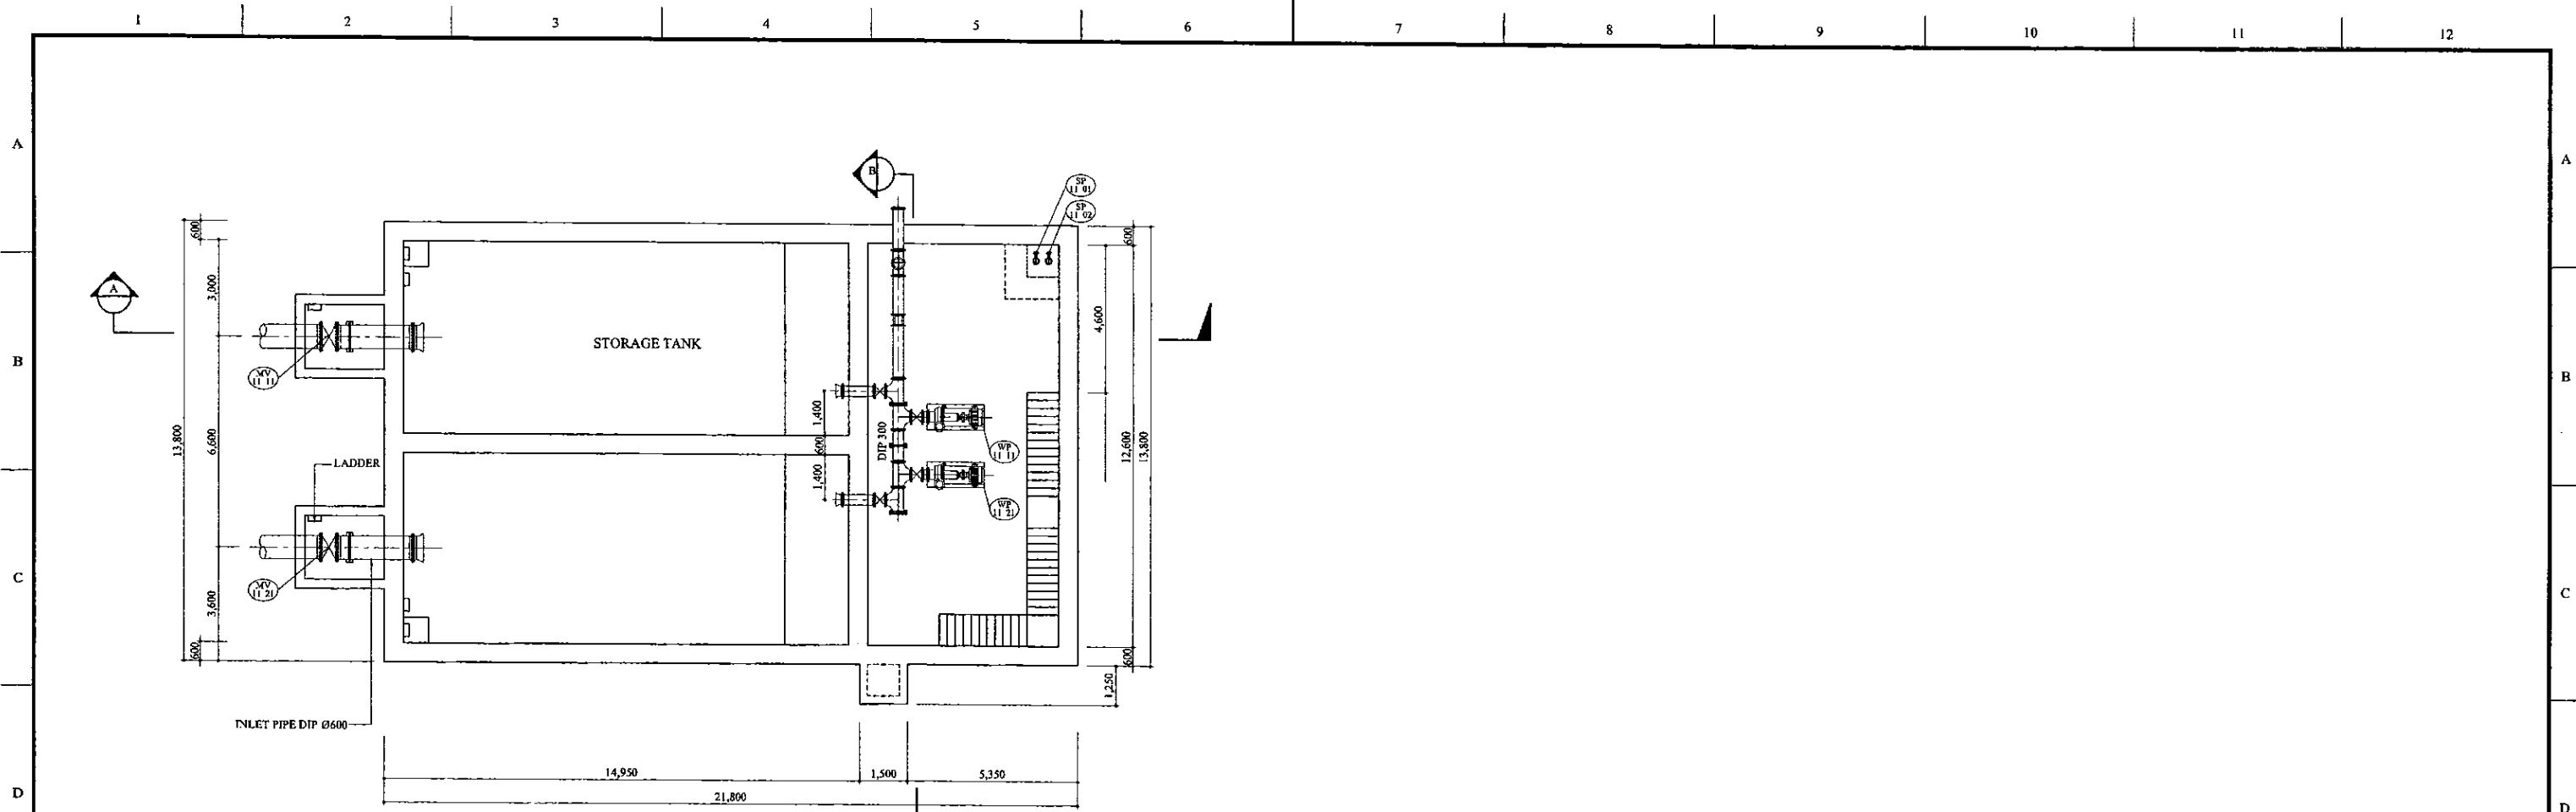 1 2 3 4 5 6 7 8 9 10 11 12
A
A
B
SP
11 01
SP
11 02
600
600
3,000
A
4,600
STORAGE TANK
B
B
MV
11 11
1,400
13,800
6,600
600
DIP 300
WP
11 11
12,600
13,800
LADDER
1,400
WP
11 21
C
C
MV
11 21
3,600
600
600
1,250
INLET PIPE DIP Ø600
14,950
1,500
5,350
D
D
21,800